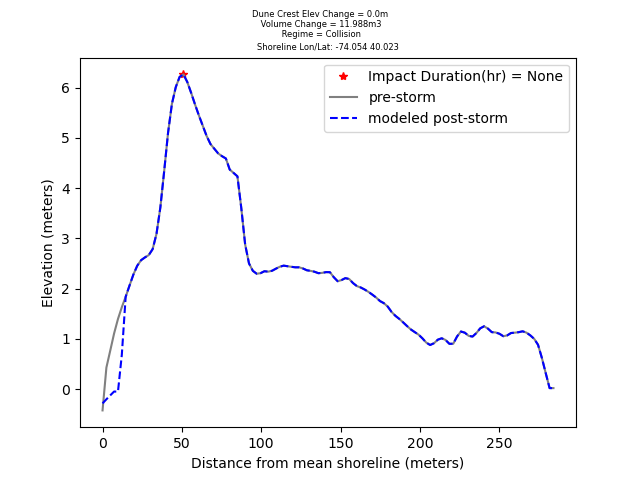 Dune Crest Elev Change = 0.0m
Volume Change = 11.988m3
Regime = Collision
Shoreline Lon/Lat: -74.054 40.023
Impact Duration(hr) = None
pre-storm
modeled post-storm
Elevation (meters)
6
5
4
3
2
1
0
0 50 100 150 200 250
Distance from mean shoreline (meters)